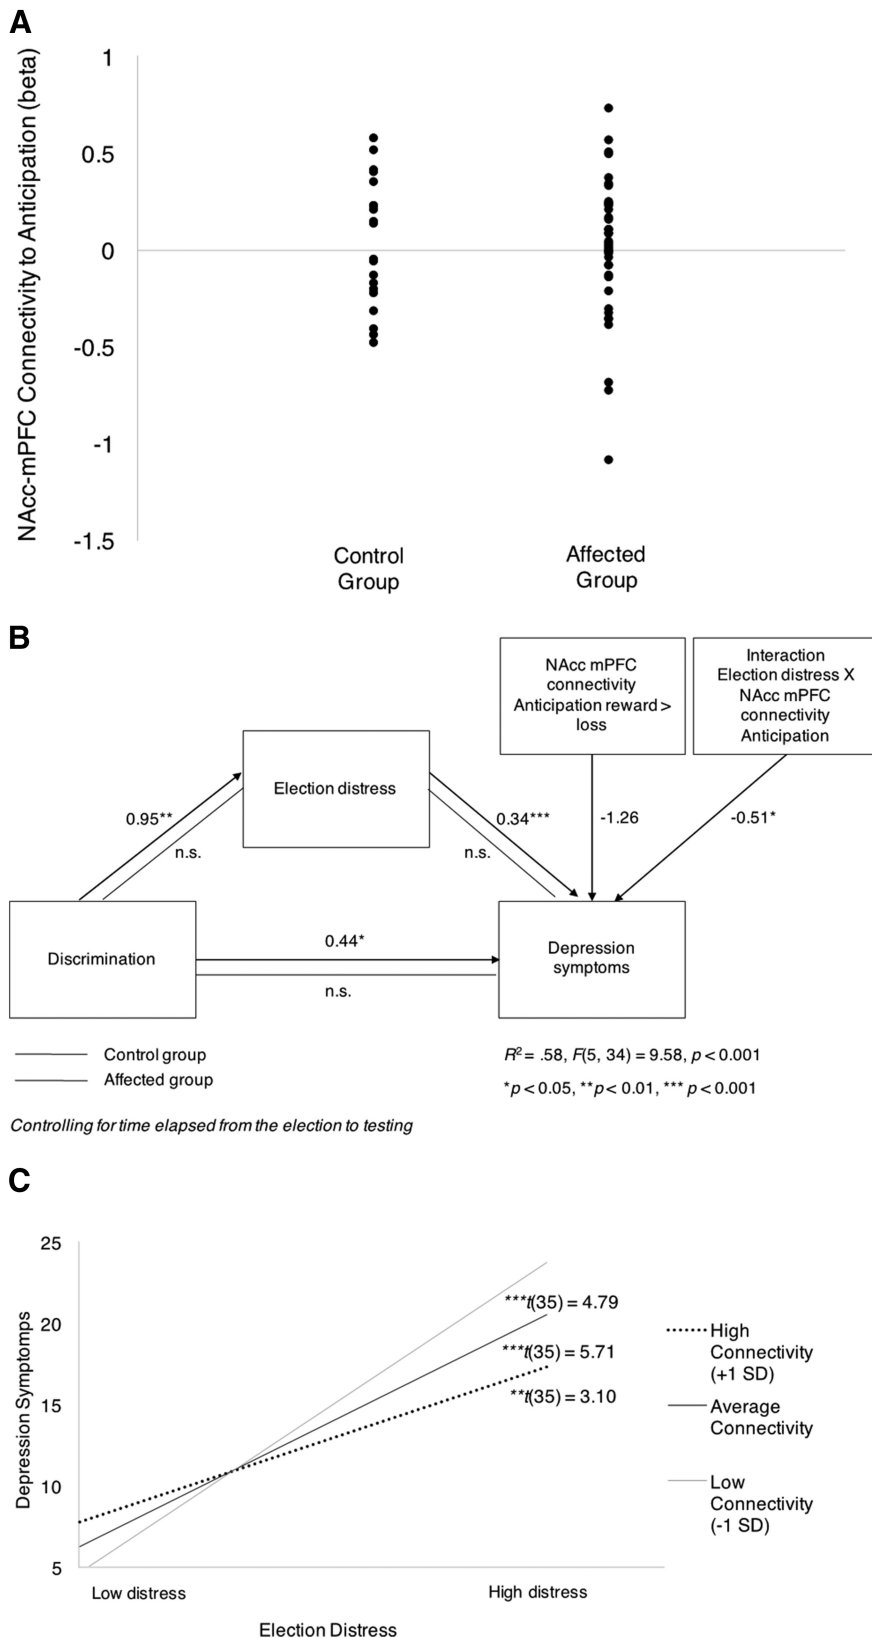 A
NAcc-mPFC Connectivity to Anticipation (beta)
1
0.5
0
-0.5
-1
-1.5
Control
Group
Affected
Group
B
NAcc mPFC
connectivity
Anticipation reward >
loss
Interaction
Election distress X
NAcc mPFC
connectivity
Anticipation
Election distress
0.95**
n.s.
0.34***
n.s.
-1.26
-0.51*
Discrimination
0.44*
n.s.
Depression
symptoms
Control group
Affected group
R² = .58, F(5, 34) = 9.58, p < 0.001
*p < 0.05, **p < 0.01, *** p < 0.001
Controlling for time elapsed from the election to testing
C
Depression Symptomps
25
20
15
10
5
***t(35) = 4.79
***t(35) = 5.71
**t(35) = 3.10
High
Connectivity
(+1 SD)
Average
Connectivity
Low
Connectivity
(-1 SD)
Low distress
High distress
Election Distress